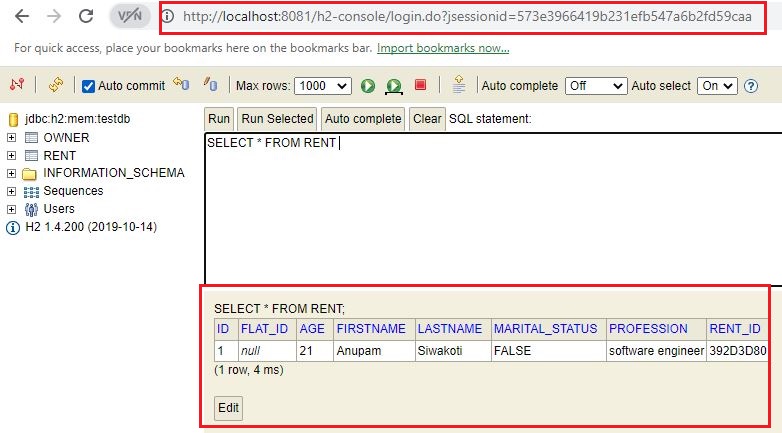 VPN http://localhost:8081/h2-console/login.do?jsessionid=573e3966419b231efb547a6b2fd59caa
For quick access, place your bookmarks here on the bookmarks bar. Import bookmarks now...
Auto commit Max rows: 1000 Auto complete Off Auto select On ?
jdbc:h2:mem:testdb
OWNER
RENT
INFORMATION_SCHEMA
Sequences
Users
H2 1.4.200 (2019-10-14)
Run Run Selected Auto complete Clear SQL statement:
SELECT * FROM RENT
SELECT * FROM RENT;
ID FLAT_ID AGE FIRSTNAME LASTNAME MARITAL_STATUS PROFESSION RENT_ID
1 null 21 Anupam Siwakoti FALSE software engineer 392D3D80
(1 row, 4 ms)
Edit